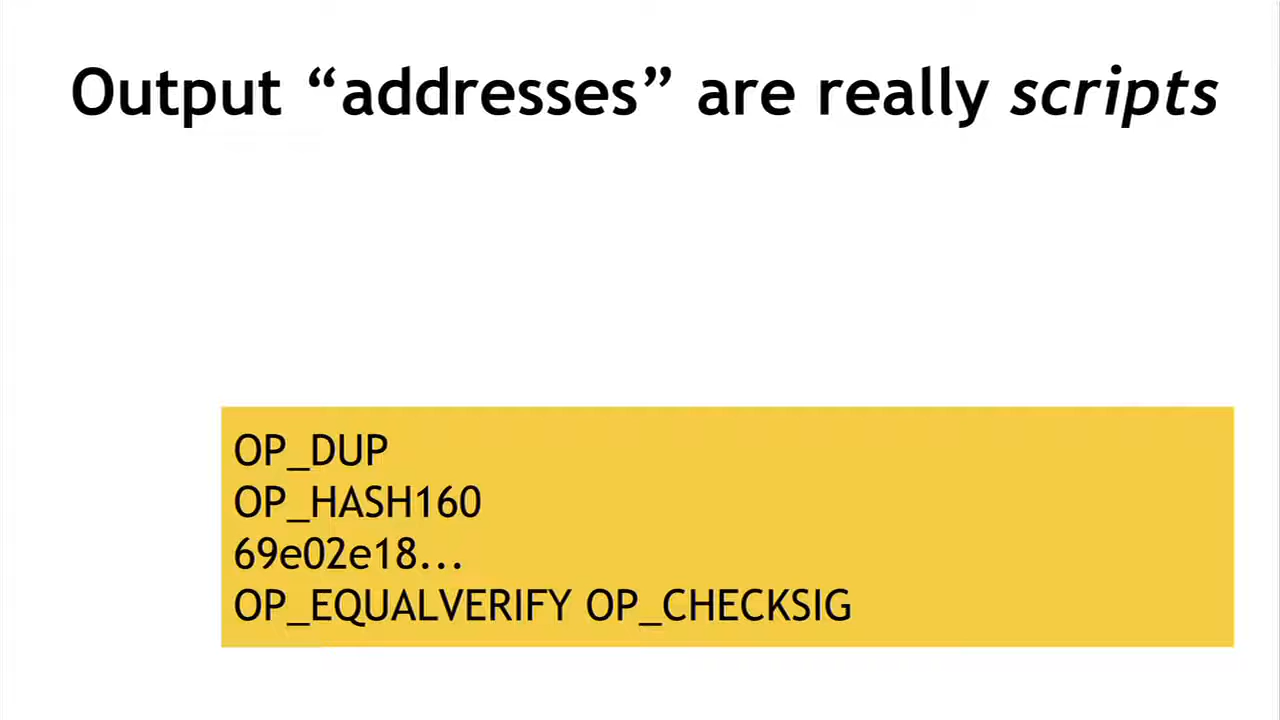 Output “addresses” are really scripts
OP_DUP
OP_HASH160
69e02e18...
OP_EQUALVERIFY OP_CHECKSIG